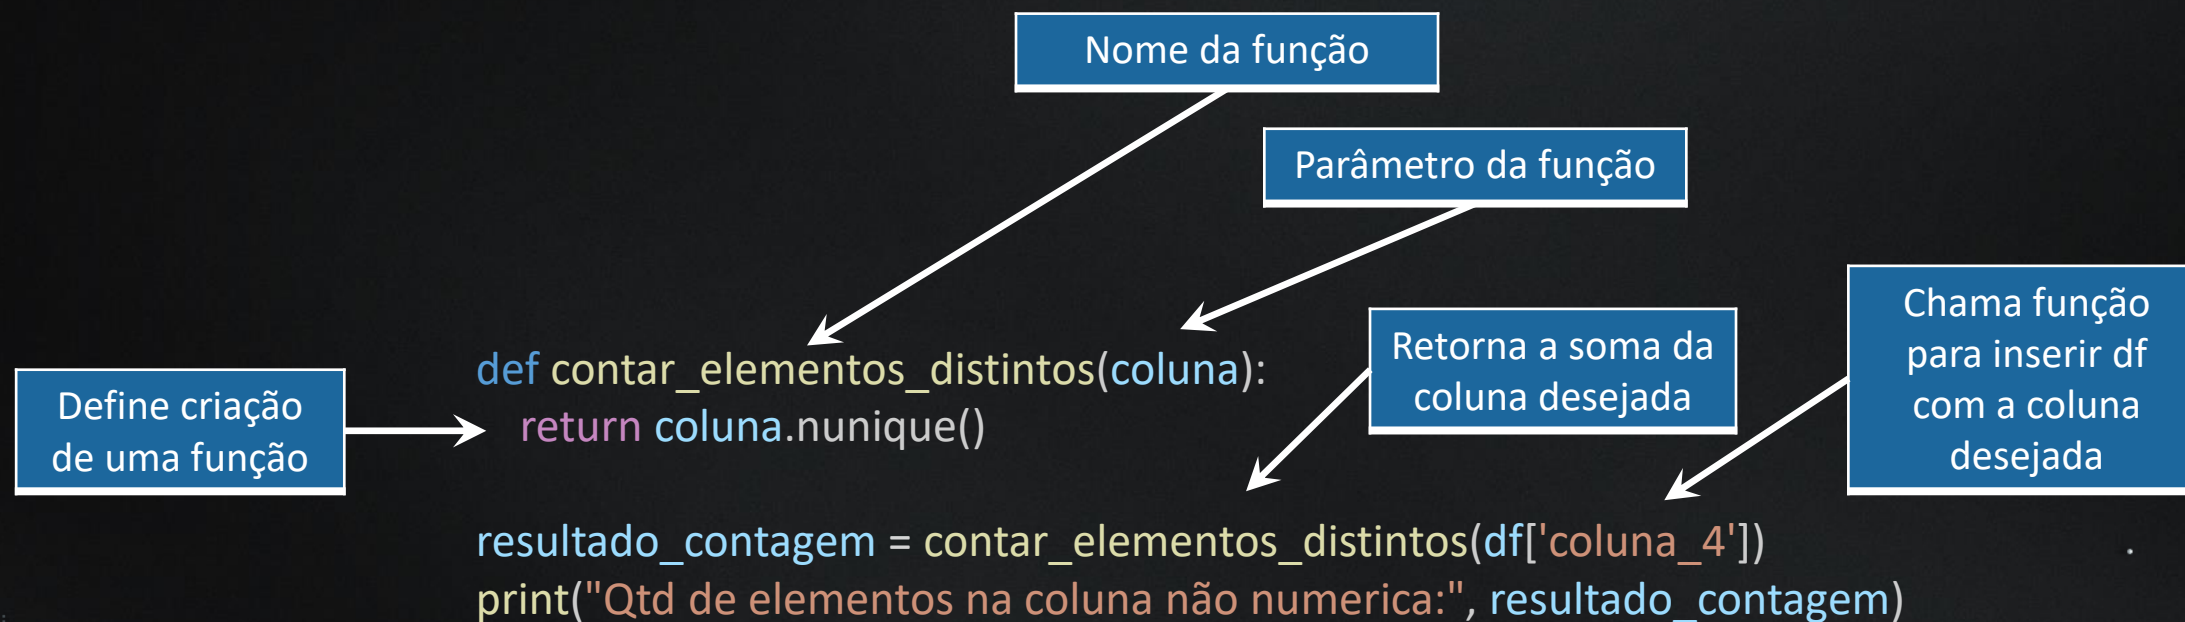 Nome da função
Parâmetro da função
Chama função
para inserir df
com a coluna
desejada
Retorna a soma da
coluna desejada
Define criação
de uma função
def contar_elementos_distintos(coluna):
return coluna.nunique()
resultado_contagem = contar_elementos_distintos(df['coluna_4'])
print("Qtd de elementos na coluna não numerica:", resultado_contagem)